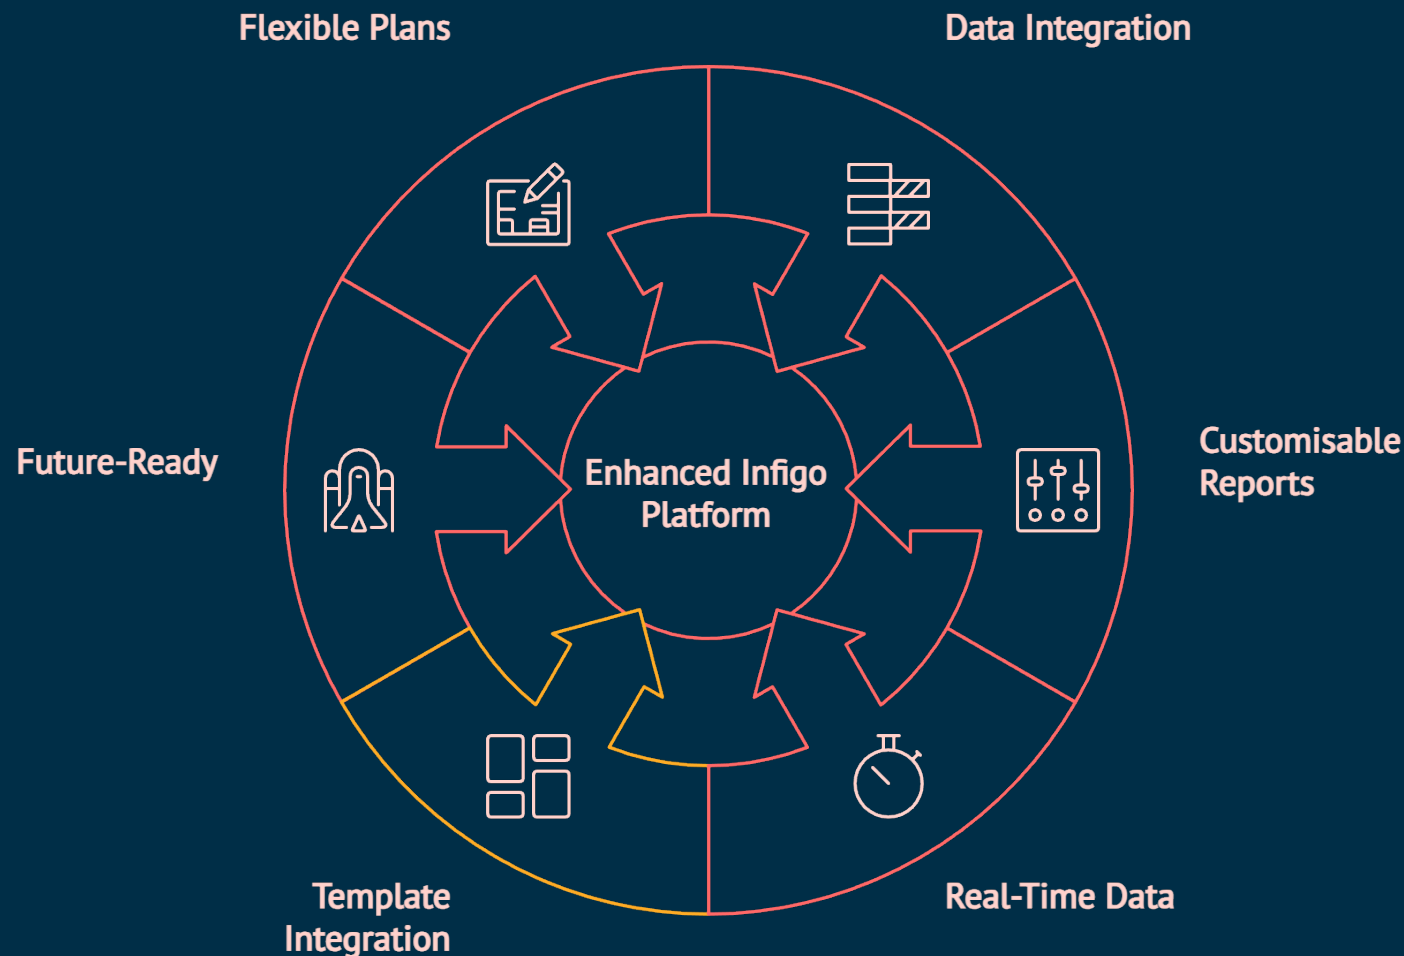 Flexible Plans
Data Integration
Future-Ready
Enhanced Infigo
Platform
Customisable
Reports
Template
Integration
Real-Time Data